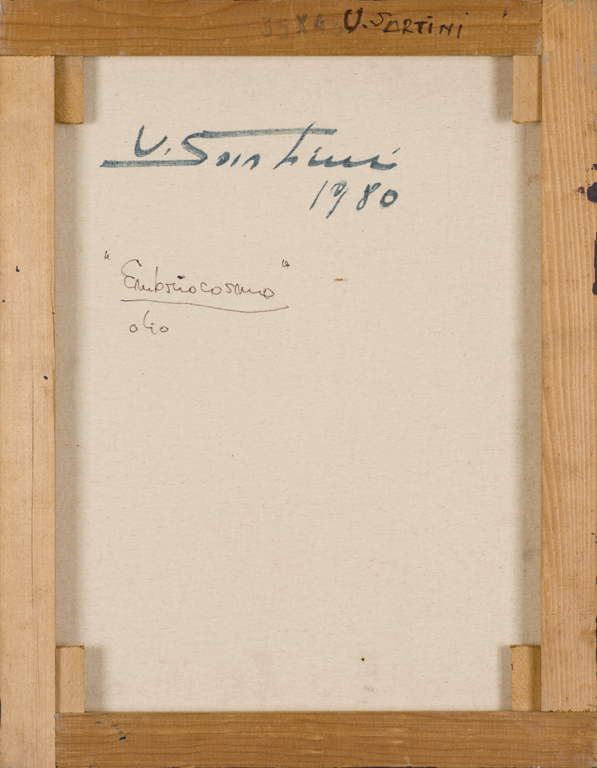 35X4 U. SARTINI
U. Sartini
1980
"Embriocosmo"
olio